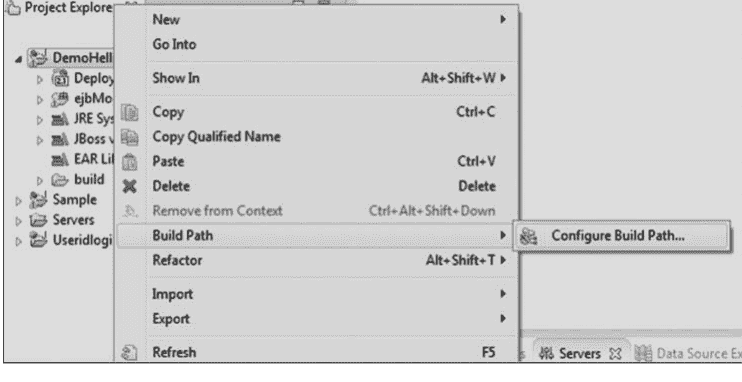 Project Explore
New
Go Into
DemoHell
Deploy
Show In Alt+Shift+W
ejbMo
JRE Sys
Copy Ctrl+C
JBoss v
Copy Qualified Name
EAR Li
Paste Ctrl+V
build
Delete Delete
Sample
Remove from Context Ctrl+Alt+Shift+Down
Servers
Build Path
Configure Build Path...
Useridlogi
Refactor Alt+Shift+T
Import
Export
Refresh F5
s Servers
Data Source Ex